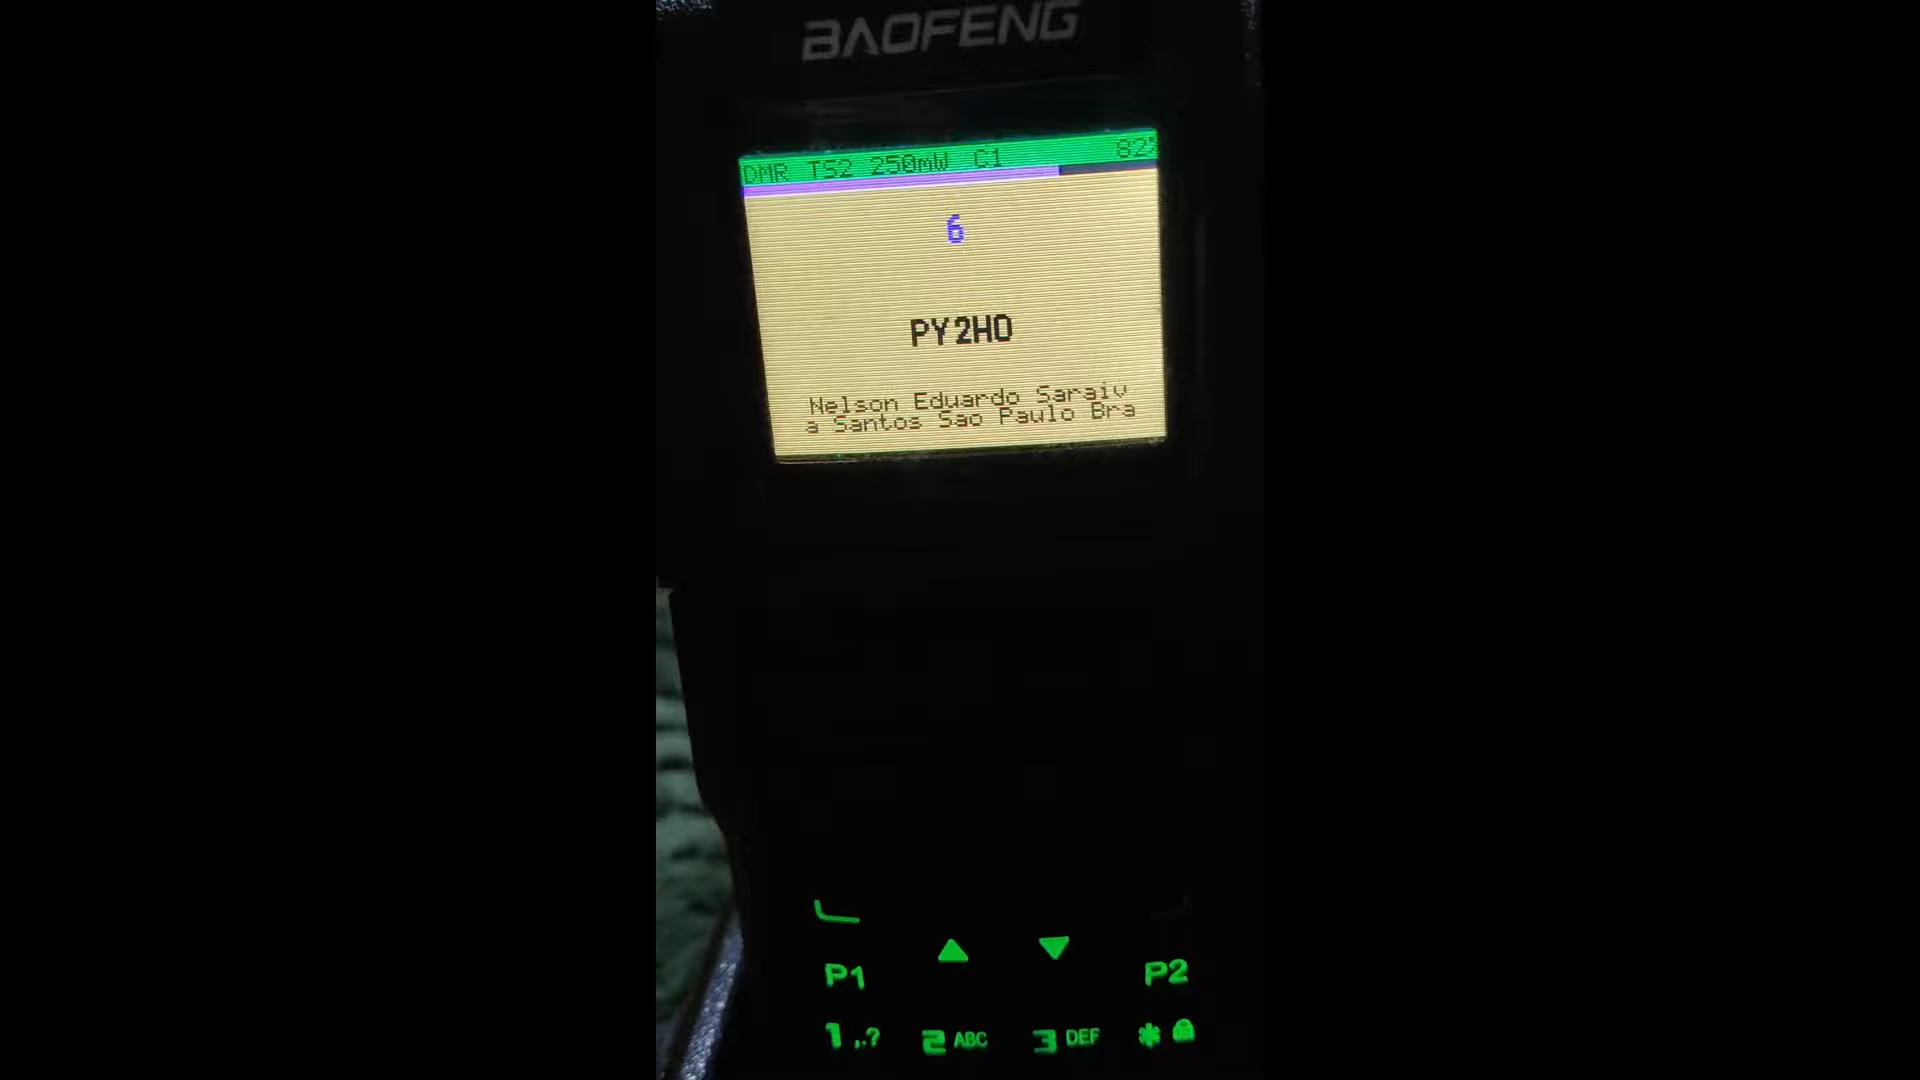 BAOFENG
DMR TS2 250mW C1 82%
6
PY2HO
Nelson Eduardo Saraiv
a Santos Sao Paulo Bra
P1 P2
1 ,.? 2 ABC 3 DEF *